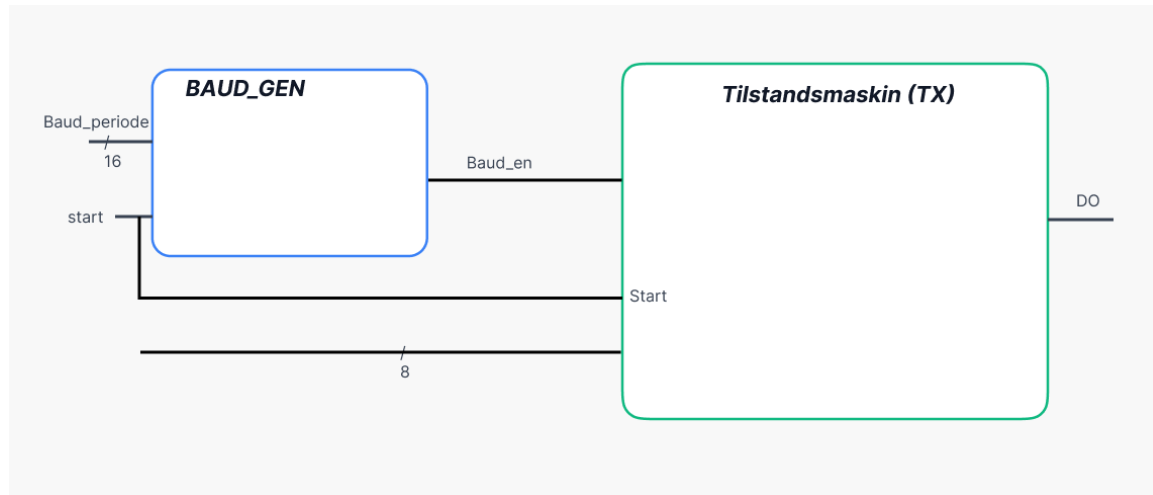 BAUD_GEN
Tilstandsmaskin (TX)
Baud_periode
16
Baud_en
DO
start
Start
8